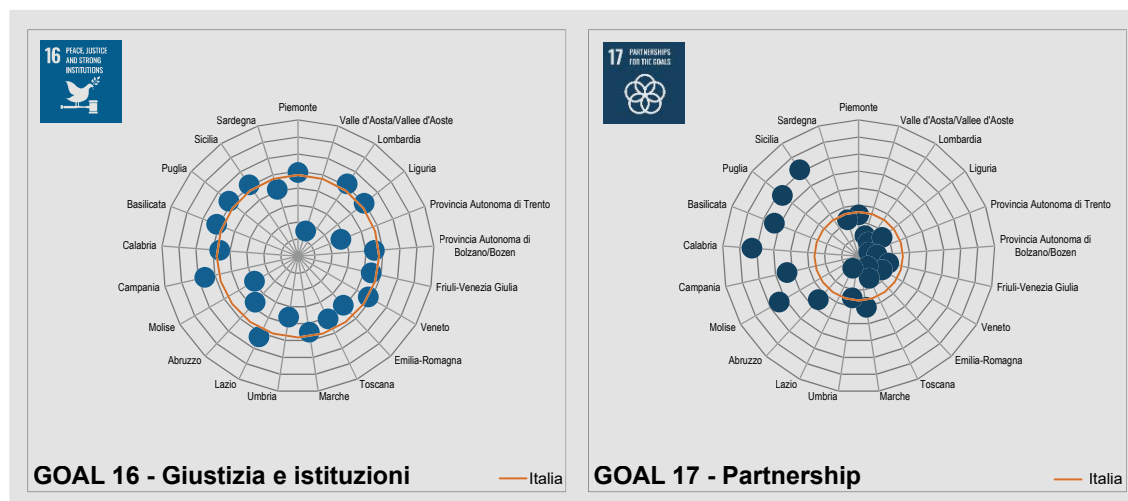 16 PEACE, JUSTICE
AND STRONG
INSTITUTIONS
Piemonte
Valle d'Aosta/Vallee d'Aoste
Lombardia
Liguria
Provincia Autonoma di Trento
Provincia Autonoma di
Bolzano/Bozen
Friuli-Venezia Giulia
Veneto
Emilia-Romagna
Toscana
Marche
Umbria
Lazio
Abruzzo
Molise
Campania
Calabria
Basilicata
Puglia
Sicilia
Sardegna
GOAL 16 - Giustizia e istituzioni
Italia
17 PARTNERSHIPS
FOR THE GOALS
Piemonte
Valle d'Aosta/Vallee d'Aoste
Lombardia
Liguria
Provincia Autonoma di Trento
Provincia Autonoma di
Bolzano/Bozen
Friuli-Venezia Giulia
Veneto
Emilia-Romagna
Toscana
Marche
Umbria
Lazio
Abruzzo
Molise
Campania
Calabria
Basilicata
Puglia
Sicilia
Sardegna
GOAL 17 - Partnership
Italia